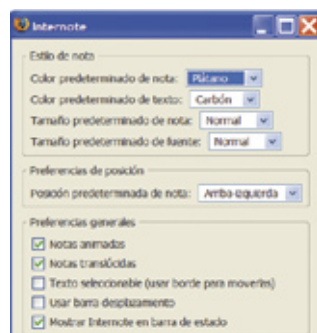 Internote
Estilo de nota
Color predeterminado de nota: Plátano
Color predeterminado de texto: Carbón
Tamaño predeterminado de nota: Normal
Tamaño predeterminado de fuente: Normal
Preferencias de posición
Posición predeterminada de nota: Arriba-izquierda
Preferencias generales
Notas animadas
Notas translúcidas
Texto seleccionable (usar borde para moverlas)
Usar barra desplazamiento
Mostrar Internote en barra de estado